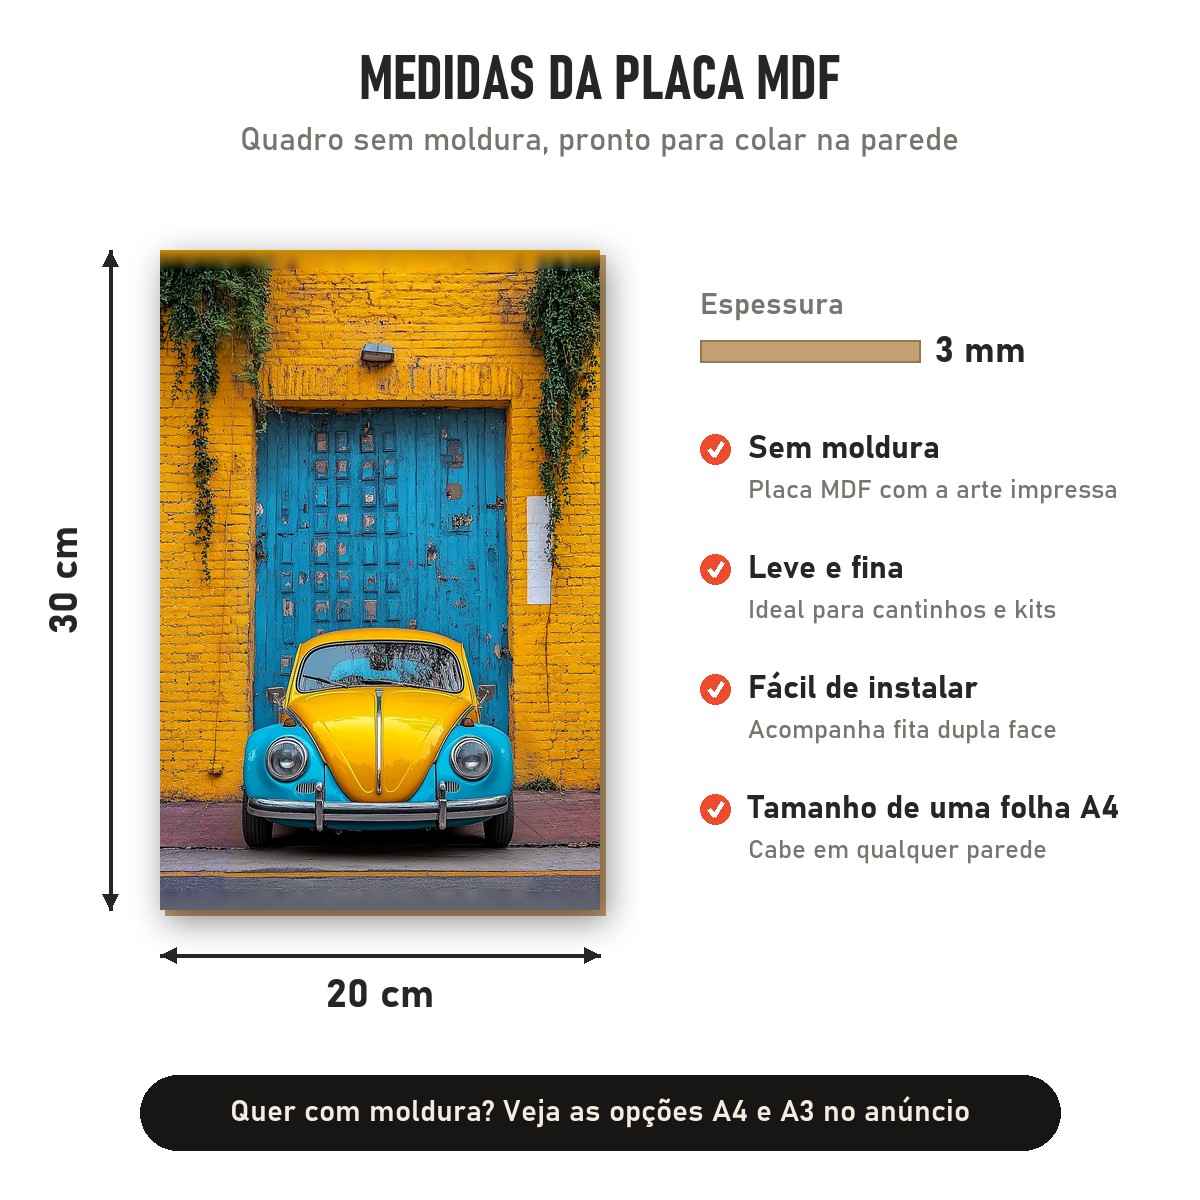 MEDIDAS DA PLACA MDF
Quadro sem moldura, pronto para colar na parede
30 cm
20 cm
Espessura
3 mm
Sem moldura
Placa MDF com a arte impressa
Leve e fina
Ideal para cantinhos e kits
Fácil de instalar
Acompanha fita dupla face
Tamanho de uma folha A4
Cabe em qualquer parede
Quer com moldura? Veja as opções A4 e A3 no anúncio